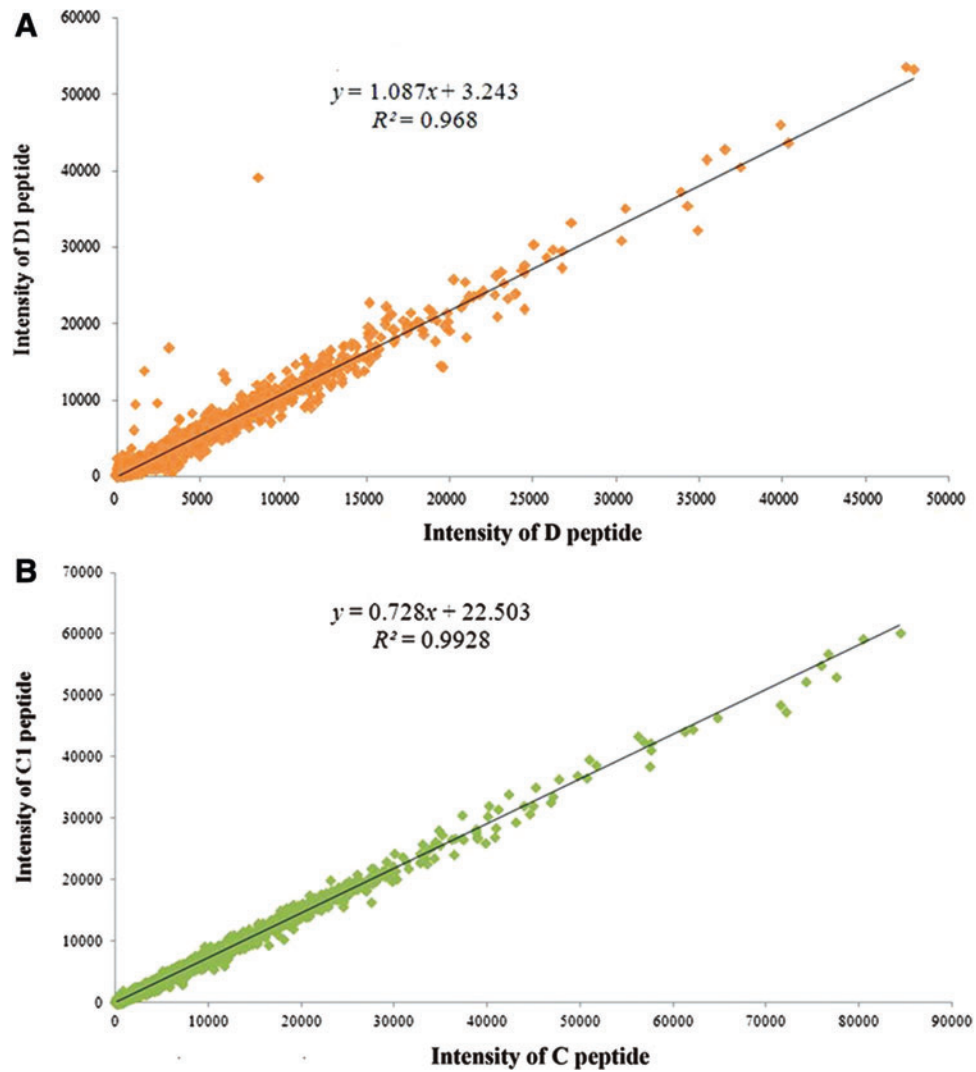 A
60000
50000
40000
30000
20000
10000
0
Intensity of D1 peptide
y = 1.087x + 3.243
R² = 0.968
0 5000 10000 15000 20000 25000 30000 35000 40000 45000 50000
Intensity of D peptide
B
70000
60000
50000
40000
30000
20000
10000
0
Intensity of C1 peptide
y = 0.728x + 22.503
R² = 0.9928
0 10000 20000 30000 40000 50000 60000 70000 80000 90000
Intensity of C peptide